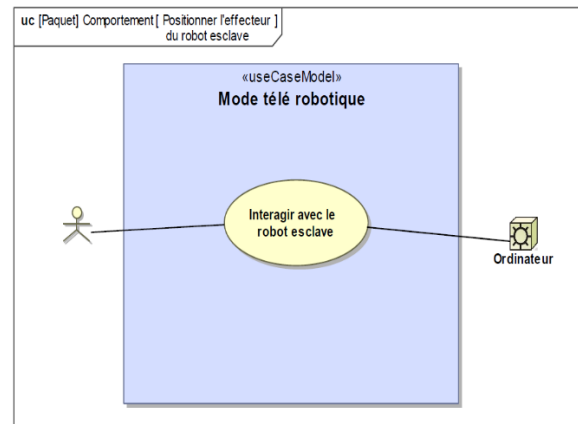 uc [Paquet] Comportement [ Positionner l'effecteur ]
du robot esclave
«useCaseModel»
Mode télé robotique
Interagir avec le
robot esclave
Ordinateur